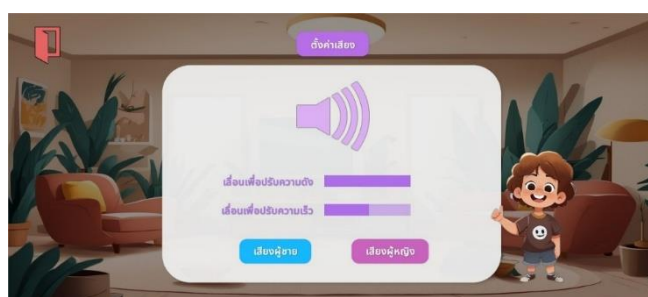 ตั้งค่าเสียง
เลื่อนเพื่อปรับความดัง
เลื่อนเพื่อปรับความเร็ว
เสียงผู้ชาย
เสียงผู้หญิง